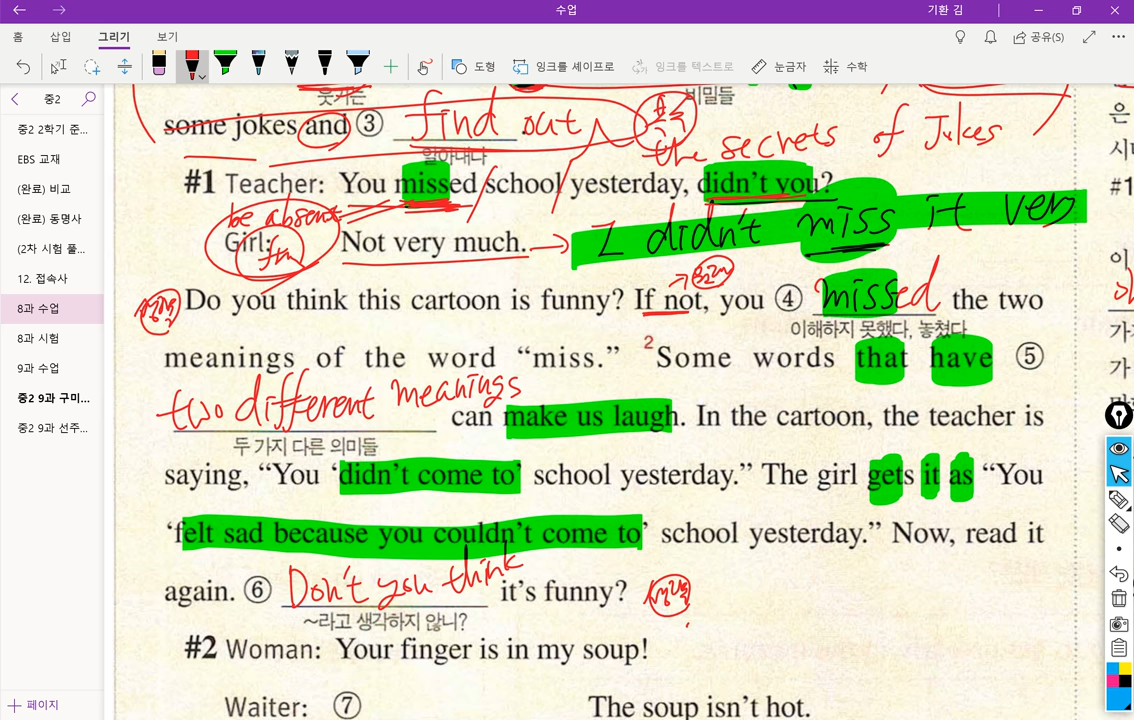 수업
기환 김
홈 삽입 그리기 보기
공유(S)
도형 잉크를 셰이프로 잉크를 텍스트로 눈금자 수학
중2
중2 2학기 준...
EBS 교재
(완료) 비교
(완료) 동명사
(2차 시험 풀...
12. 접속사
8과 수업
8과 시험
9과 수업
중2 9과 구미...
중2 9과 선주...
페이지
웃기는 비밀들
some jokes and ③ find out.
알아내다
the secrets of Jokes
#1 Teacher: You missed school yesterday, didn't you?
be absent
Girl: Not very much. → I didn't miss it very
Do you think this cartoon is funny? If not, you ④ missed the two
이해하지 못했다, 놓쳤다
meanings of the word “miss.” 2 Some words that have ⑤
two different meanings can make us laugh. In the cartoon, the teacher is
두 가지 다른 의미들
saying, “You ‘didn't come to’ school yesterday.” The girl gets it as “You
‘felt sad because you couldn't come to’ school yesterday.” Now, read it
again. ⑥ Don't you think it's funny?
~라고 생각하지 않니?
#2 Woman: Your finger is in my soup!
Waiter: ⑦ The soup isn't hot.
은
#1
이
가